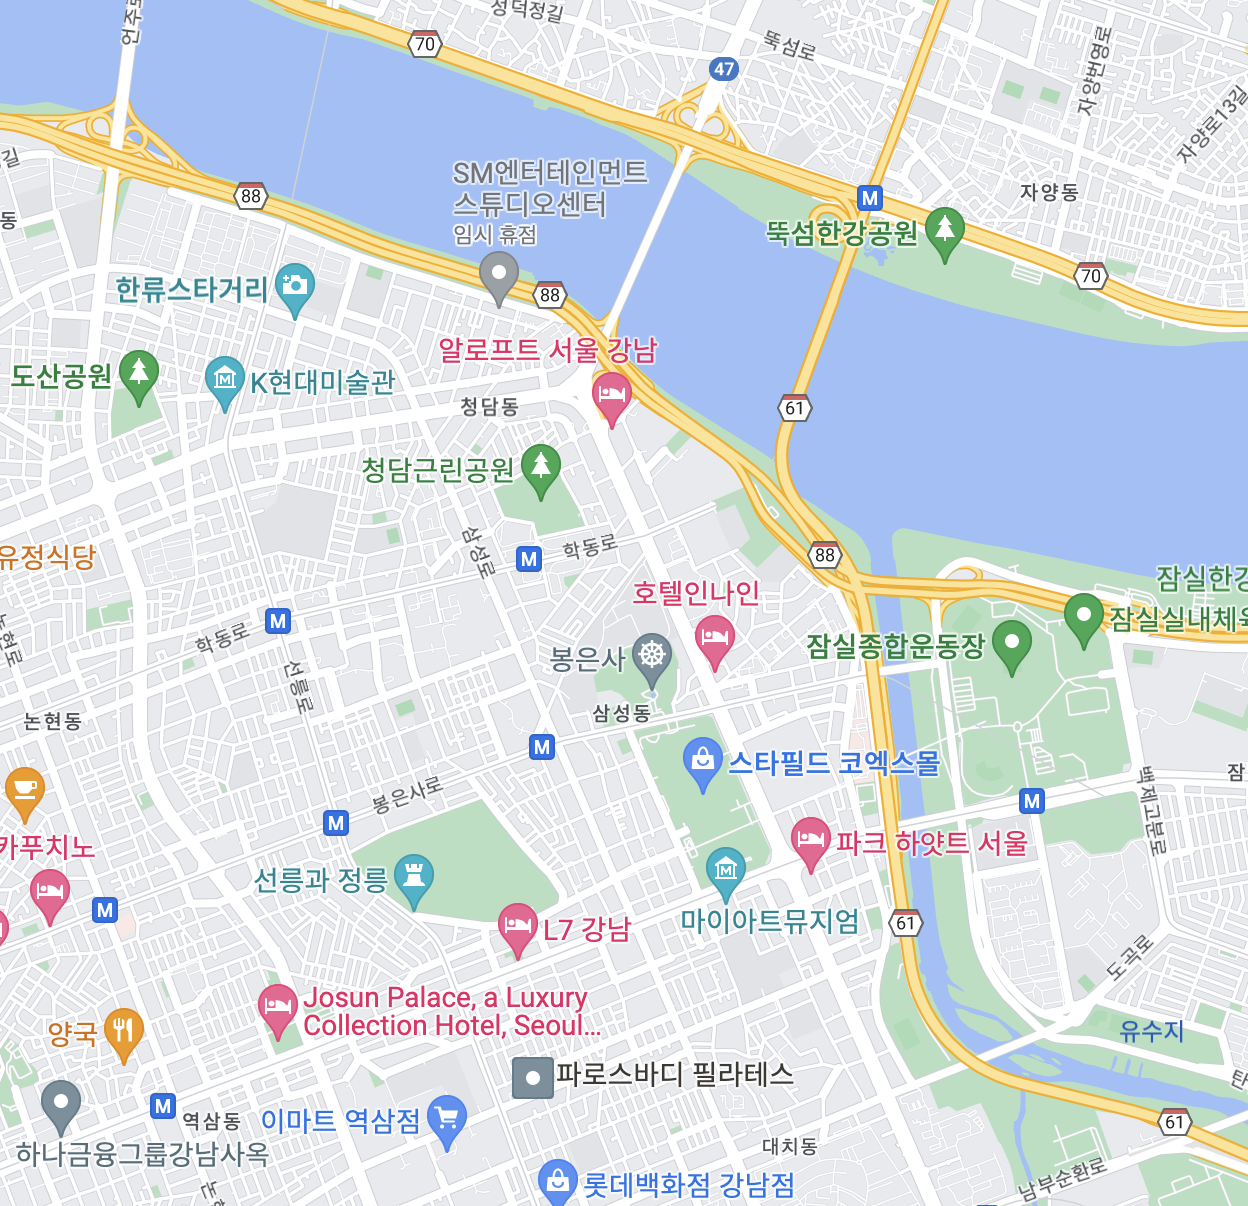 성덕정길
언주로
70
뚝섬로
47
자양번영로
자양로13길
길
88
SM엔터테인먼트
스튜디오센터
임시 휴점
M
자양동
동
뚝섬한강공원
한류스타거리
88
70
알로프트 서울 강남
도산공원
K현대미술관
청담동
61
청담근린공원
삼성로
학동로
M
88
유정식당
호텔인나인
잠실한강
논현로
M
학동로
잠실실내체육
잠실종합운동장
봉은사
선릉로
논현동
삼성동
M
스타필드 코엑스몰
잠
봉은사로
백제고분로
M
M
카푸치노
파크 하얏트 서울
선릉과 정릉
M
M
마이아트뮤지엄
61
L7 강남
도곡로
Josun Palace, a Luxury
Collection Hotel, Seoul...
양국
유수지
파로스바디 필라테스
탄
M
역삼동
이마트 역삼점
61
하나금융그룹강남사옥
대치동
남부순환로
논현
롯데백화점 강남점